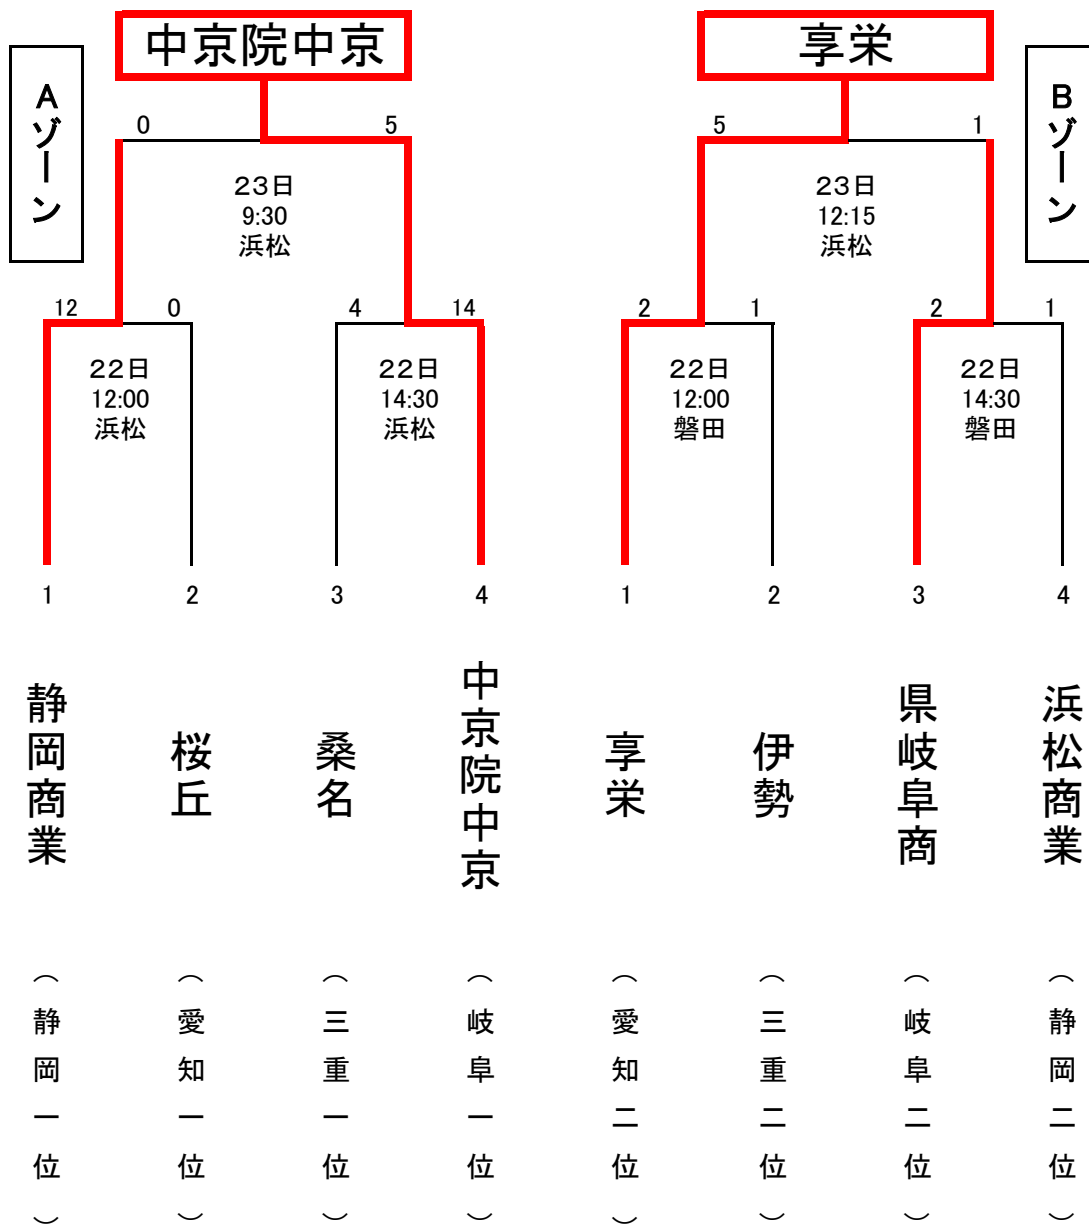 中京院中京
享栄
Aゾーン
Bゾーン
0
5
5
1
23日
9:30
浜松
23日
12:15
浜松
12
0
4
14
2
1
2
1
22日
12:00
浜松
22日
14:30
浜松
22日
12:00
磐田
22日
14:30
磐田
1
2
3
4
1
2
3
4
静岡商業
桜丘
桑名
中京院中京
享栄
伊勢
県岐阜商
浜松商業
(静岡一位)
(愛知一位)
(三重一位)
(岐阜一位)
(愛知二位)
(三重二位)
(岐阜二位)
(静岡二位)